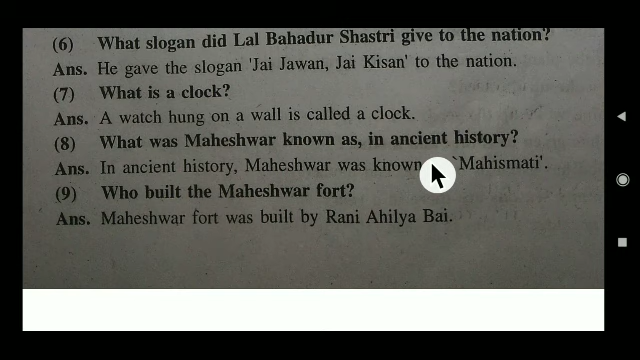 (6) What slogan did Lal Bahadur Shastri give to the nation?
Ans. He gave the slogan 'Jai Jawan, Jai Kisan' to the nation.
(7) What is a clock?
Ans. A watch hung on a wall is called a clock.
(8) What was Maheshwar known as, in ancient history?
Ans. In ancient history, Maheshwar was known `Mahismati'.
(9) Who built the Maheshwar fort?
Ans. Maheshwar fort was built by Rani Ahilya Bai.